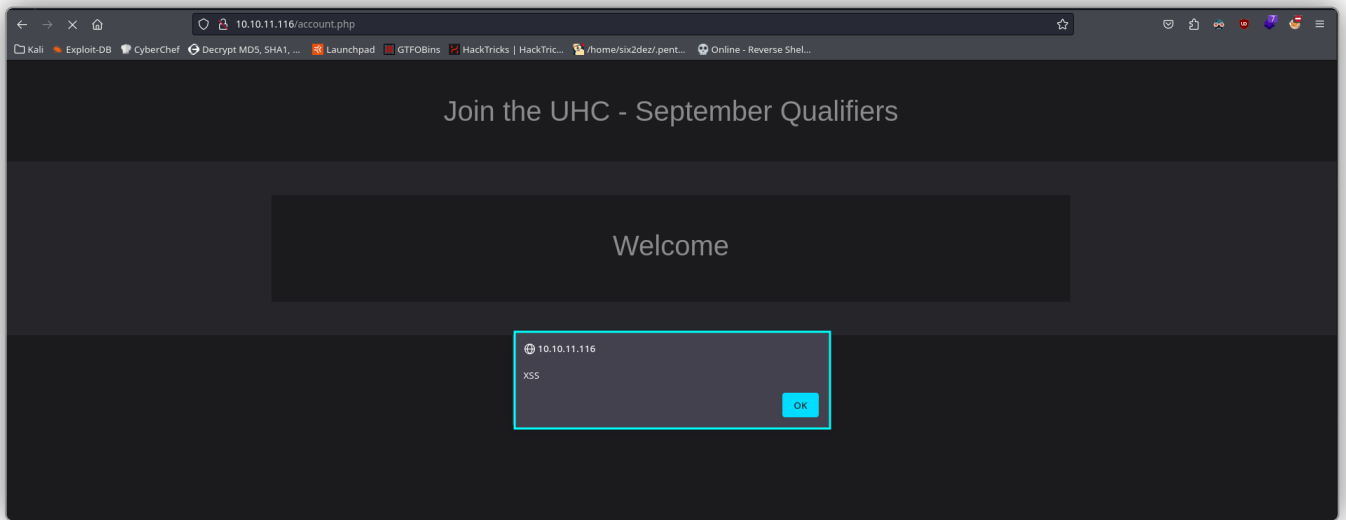 10.10.11.116/account.php
Kali Exploit-DB CyberChef Decrypt MD5, SHA1, ... Launchpad GTFOBins HackTricks | HackTric... /home/six2dez/.pent... Online - Reverse Shel...
Join the UHC - September Qualifiers
Welcome
10.10.11.116
XSS
OK